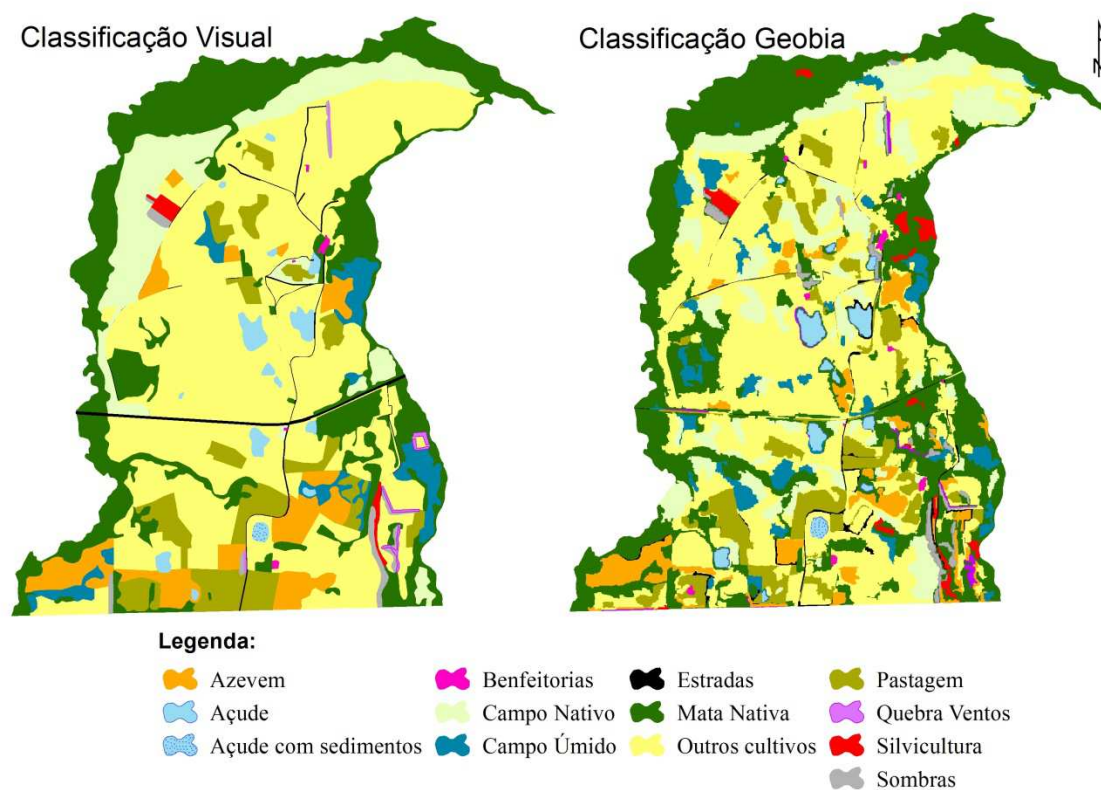 Classificação Visual
Classificação Geobia
N
Legenda:
Azevem
Benfeitorias
Estradas
Pastagem
Açude
Campo Nativo
Mata Nativa
Quebra Ventos
Açude com sedimentos
Campo Úmido
Outros cultivos
Silvicultura
Sombras